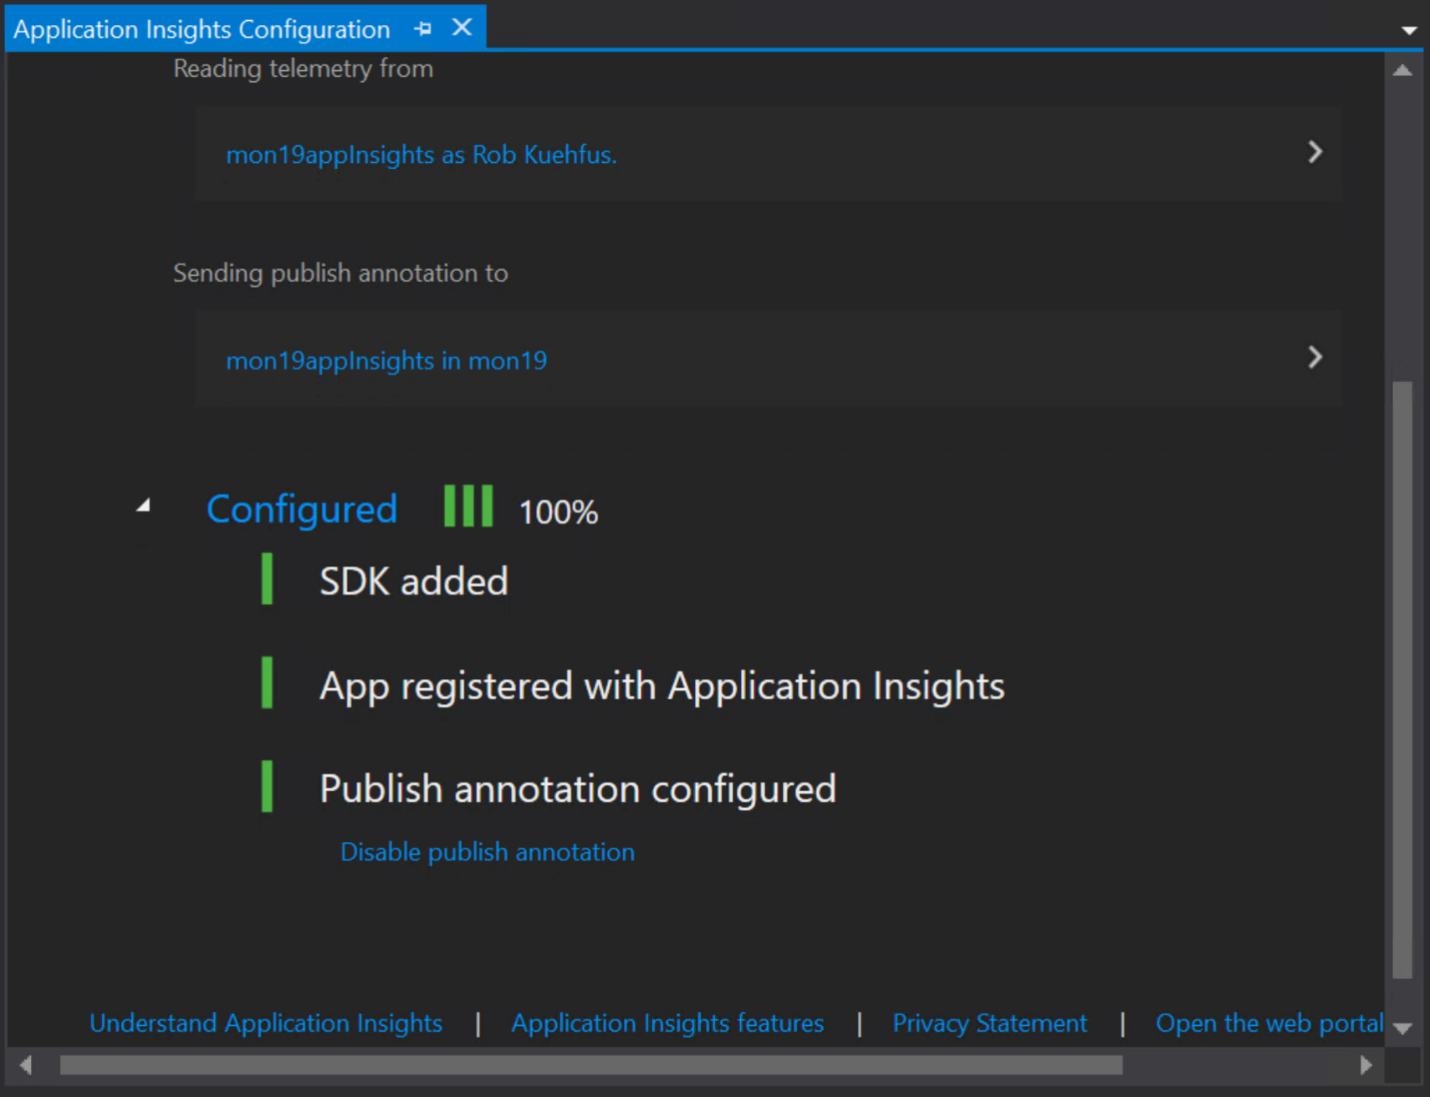 Application Insights Configuration
Reading telemetry from
mon19appInsights as Rob Kuehfus.
Sending publish annotation to
mon19appInsights in mon19
Configured 100%
SDK added
App registered with Application Insights
Publish annotation configured
Disable publish annotation
Understand Application Insights | Application Insights features | Privacy Statement | Open the web portal